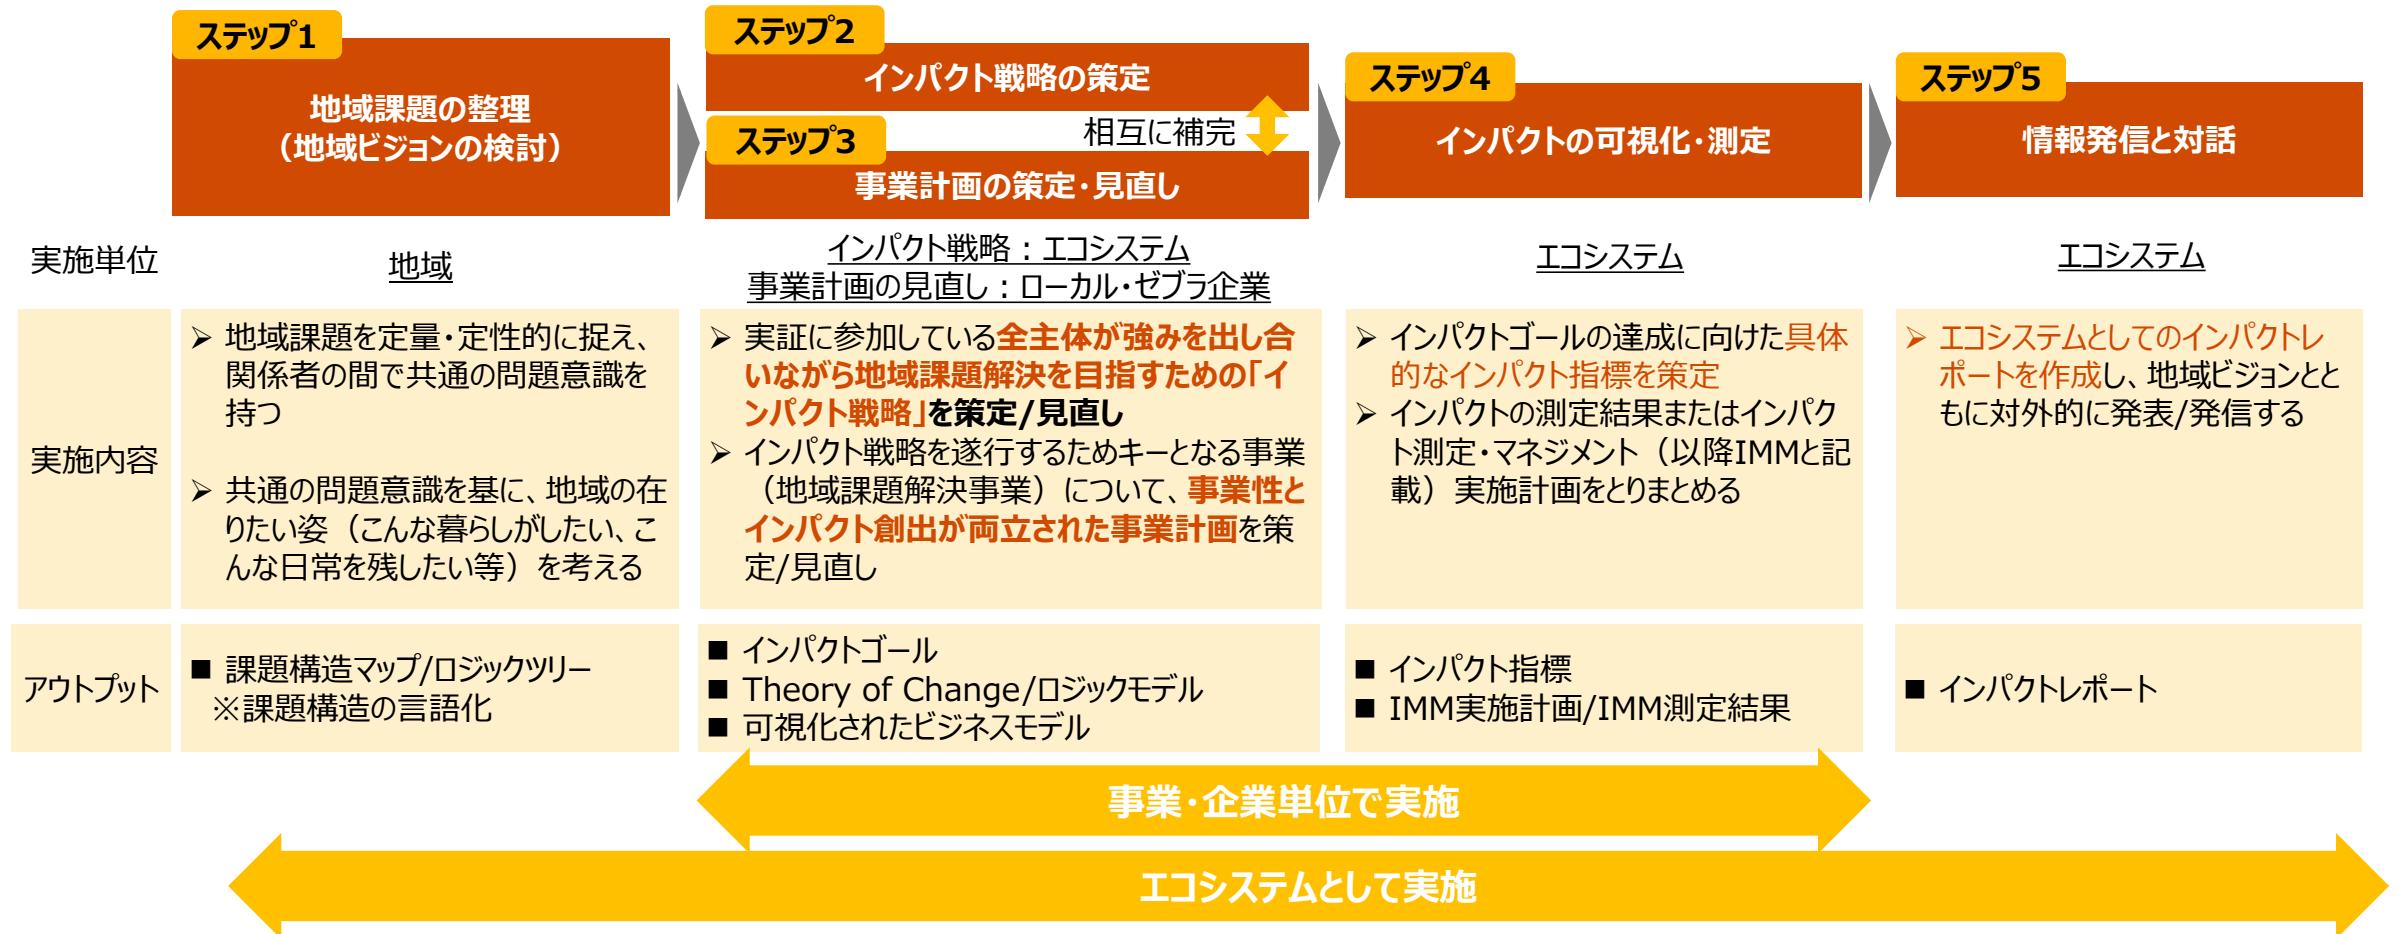 ステップ1
地域課題の整理
（地域ビジョンの検討）
ステップ2
インパクト戦略の策定
相互に補完
ステップ3
事業計画の策定・見直し
ステップ4
インパクトの可視化・測定
ステップ5
情報発信と対話
実施単位
地域
インパクト戦略：エコシステム
事業計画の見直し：ローカル・ゼブラ企業
エコシステム
エコシステム
実施内容
➢ 地域課題を定量・定性的に捉え、
関係者の間で共通の問題意識を
持つ
➢ 共通の問題意識を基に、地域の在
りたい姿（こんな暮らしがしたい、こ
んな日常を残したい等）を考える
➢ 実証に参加している全主体が強みを出し合
いながら地域課題解決を目指すための「イ
ンパクト戦略」を策定/見直し
➢ インパクト戦略を遂行するためキーとなる事業
（地域課題解決事業）について、事業性と
インパクト創出が両立された事業計画を策
定/見直し
➢ インパクトゴールの達成に向けた具体
的なインパクト指標を策定
➢ インパクトの測定結果またはインパク
ト測定・マネジメント（以降IMMと記
載）実施計画をとりまとめる
➢ エコシステムとしてのインパクトレ
ポートを作成し、地域ビジョンとと
もに対外的に発表/発信する
アウトプット
■ 課題構造マップ/ロジックツリー
※課題構造の言語化
■ インパクトゴール
■ Theory of Change/ロジックモデル
■ 可視化されたビジネスモデル
■ インパクト指標
■ IMM実施計画/IMM測定結果
■ インパクトレポート
事業・企業単位で実施
エコシステムとして実施